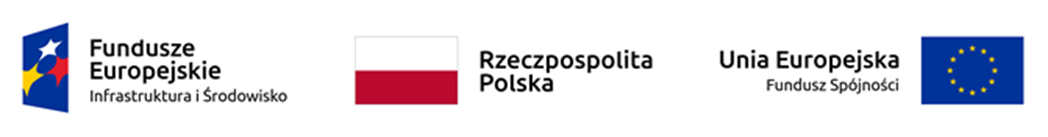 Fundusze
Europejskie
Infrastruktura i Środowisko
Rzeczpospolita
Polska
Unia Europejska
Fundusz Spójności